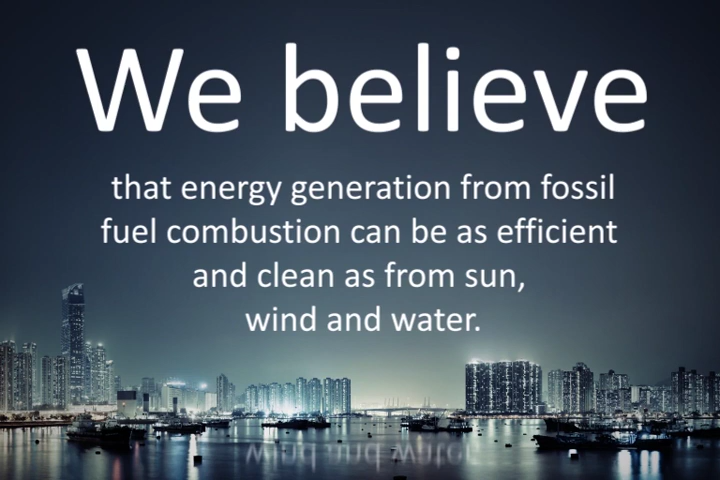 We believe
that energy generation from fossil
fuel combustion can be as efficient
and clean as from sun,
wind and water.